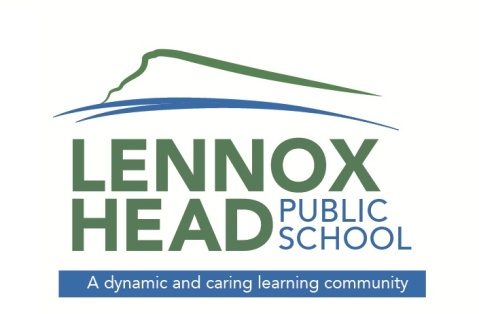 LENNOX
HEAD PUBLIC
SCHOOL
A dynamic and caring learning community